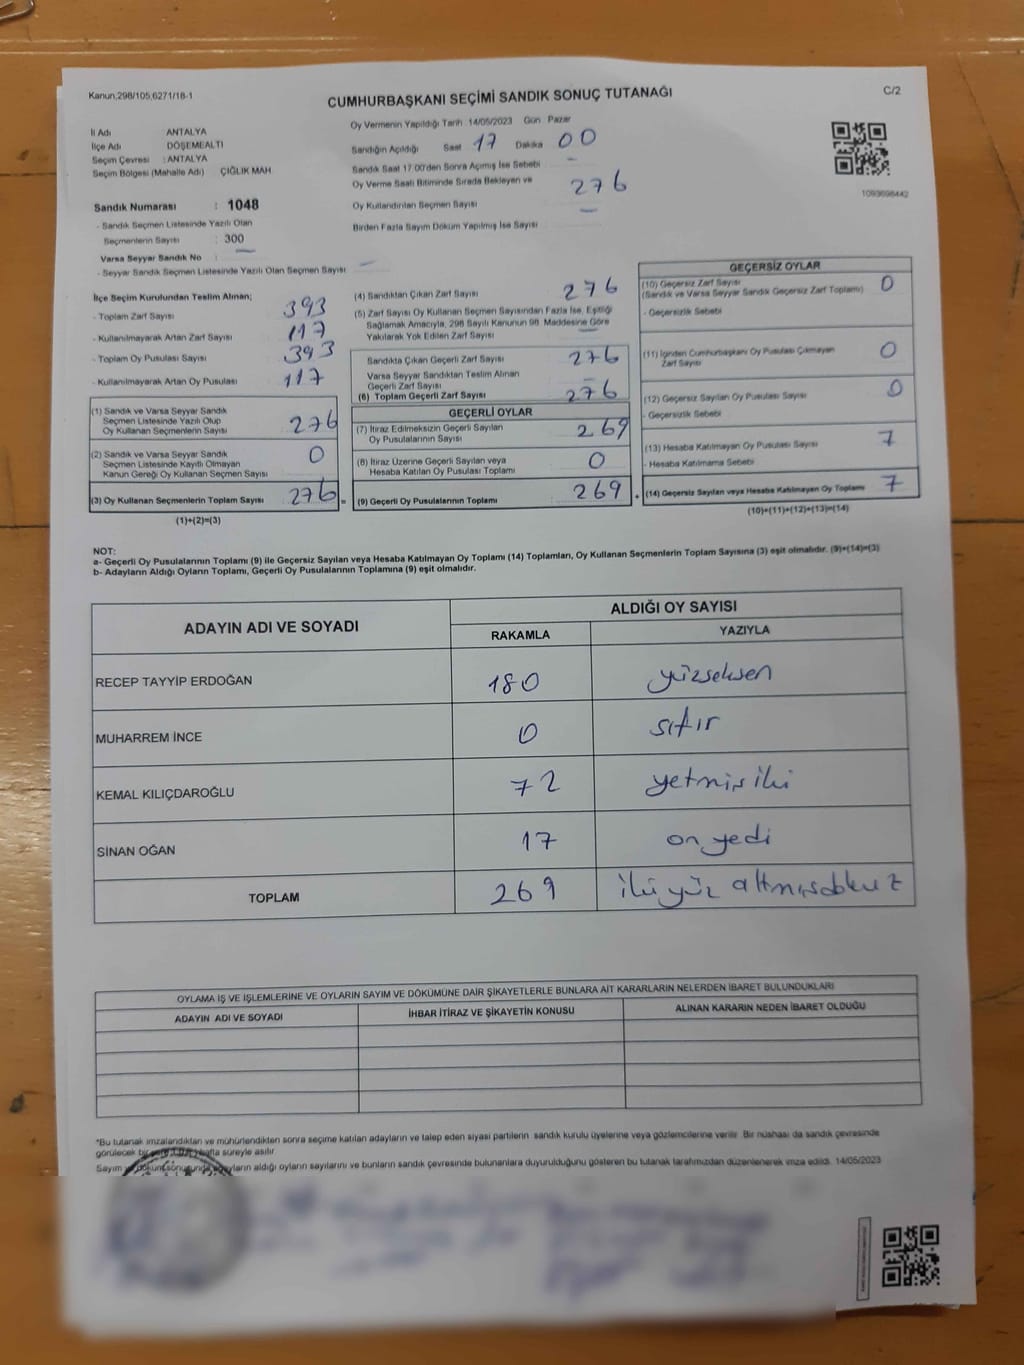 Kanun;298/105;6271/18-1
CUMHURBAŞKANI SEÇİMİ SANDIK SONUÇ TUTANAĞI
C/2
İl Adı ANTALYA
İlçe Adı DÖŞEMEALTI
Seçim Çevresi : ANTALYA
Seçim Bölgesi (Mahalle Adı) ÇIĞLIK MAH.
Sandık Numarası : 1048
- Sandık Seçmen Listesinde Yazılı Olan
Seçmenlerin Sayısı : 300
Varsa Seyyar Sandık No :
- Seyyar Sandık Seçmen Listesinde Yazılı Olan Seçmen Sayısı
Oy Vermenin Yapıldığı Tarih : 14/05/2023 Gün Pazar
Sandığın Açıldığı Saat 17 Dakika 00
Sandık Saat 17:00'den Sonra Açımış İse Sebebi –
Oy Verme Saati Bitiminde Sırada Bekleyen ve
Oy Kullandırılan Seçmen Sayısı 276
Birden Fazla Sayım Döküm Yapılmış İse Sayısı –
1093698442
İlçe Seçim Kurulundan Teslim Alınan;
- Toplam Zarf Sayısı 393
- Kullanılmayarak Artan Zarf Sayısı 117
- Toplam Oy Pusulası Sayısı 393
- Kullanılmayarak Artan Oy Pusulası 117
(1) Sandık ve Varsa Seyyar Sandık
Seçmen Listesinde Yazılı Olup
Oy Kullanan Seçmenlerin Sayısı 276
(2) Sandık ve Varsa Seyyar Sandık
Seçmen Listesinde Kayıtlı Olmayan
Kanun Gereği Oy Kullanan Seçmen Sayısı 0
(3) Oy Kullanan Seçmenlerin Toplam Sayısı 276 =
(1)+(2)=(3)
(4) Sandıktan Çıkan Zarf Sayısı 276
(5) Zarf Sayısı Oy Kullanan Seçmen Sayısından Fazla İse, Eşitliği
Sağlamak Amacıyla, 298 Sayılı Kanunun 98. Maddesine Göre
Yakılarak Yok Edilen Zarf Sayısı –
Sandıkta Çıkan Geçerli Zarf Sayısı 276
Varsa Seyyar Sandıktan Teslim Alınan
Geçerli Zarf Sayısı –
(6) Toplam Geçerli Zarf Sayısı 276
GEÇERLİ OYLAR
(7) İtiraz Edilmeksizin Geçerli Sayılan
Oy Pusulalarının Sayısı 269
(8) İtiraz Üzerine Geçerli Sayılan veya
Hesaba Katılan Oy Pusulası Toplamı 0
(9) Geçerli Oy Pusulalarının Toplamı 269 +
GEÇERSİZ OYLAR
(10) Geçersiz Zarf Sayısı
(Sandık ve Varsa Seyyar Sandık Geçersiz Zarf Toplamı) 0
- Geçersizlik Sebebi
(11) İçinden Cumhurbaşkanı Oy Pusulası Çıkmayan
Zarf Sayısı 0
(12) Geçersiz Sayılan Oy Pusulası Sayısı 0
- Geçersizlik Sebebi
(13) Hesaba Katılmayan Oy Pusulası Sayısı 7
- Hesaba Katılmama Sebebi
(14) Geçersiz Sayılan veya Hesaba Katılmayan Oy Toplamı 7
(10)+(11)+(12)+(13)=(14)
NOT:
a- Geçerli Oy Pusulalarının Toplamı (9) ile Geçersiz Sayılan veya Hesaba Katılmayan Oy Toplamı (14) Toplamları, Oy Kullanan Seçmenlerin Toplam Sayısına (3) eşit olmalıdır. (9)+(14)=(3)
b- Adayların Aldığı Oyların Toplamı, Geçerli Oy Pusulalarının Toplamına (9) eşit olmalıdır.
ADAYIN ADI VE SOYADI ALDIĞI OY SAYISI
RAKAMLA YAZIYLA
RECEP TAYYİP ERDOĞAN 180 yüzseksen
MUHARREM İNCE 0 sıfır
KEMAL KILIÇDAROĞLU 72 yetmiş iki
SİNAN OĞAN 17 on yedi
TOPLAM 269 iki yüz altmışdokuz
OYLAMA İŞ VE İŞLEMLERİNE VE OYLARIN SAYIM VE DÖKÜMÜNE DAİR ŞİKAYETLERLE BUNLARA AİT KARARLARIN NELERDEN İBARET BULUNDUKLARI
ADAYIN ADI VE SOYADI İHBAR İTİRAZ VE ŞİKAYETİN KONUSU ALINAN KARARIN NEDEN İBARET OLDUĞU
*Bu tutanak imzalandıktan ve mühürlendikten sonra seçime katılan adayların ve talep eden siyasi partilerin sandık kurulu üyelerine veya gözlemcilerine verilir. Bir nüshası da sandık çevresinde
görülecek bir yere 1 hafta süreyle asılır.
Sayım ve döküm sonucunda adayların aldığı oyların sayılarını ve bunların sandık çevresinde bulunanlara duyurulduğunu gösteren bu tutanak tarafımızdan düzenlenerek imza edildi. 14/05/2023